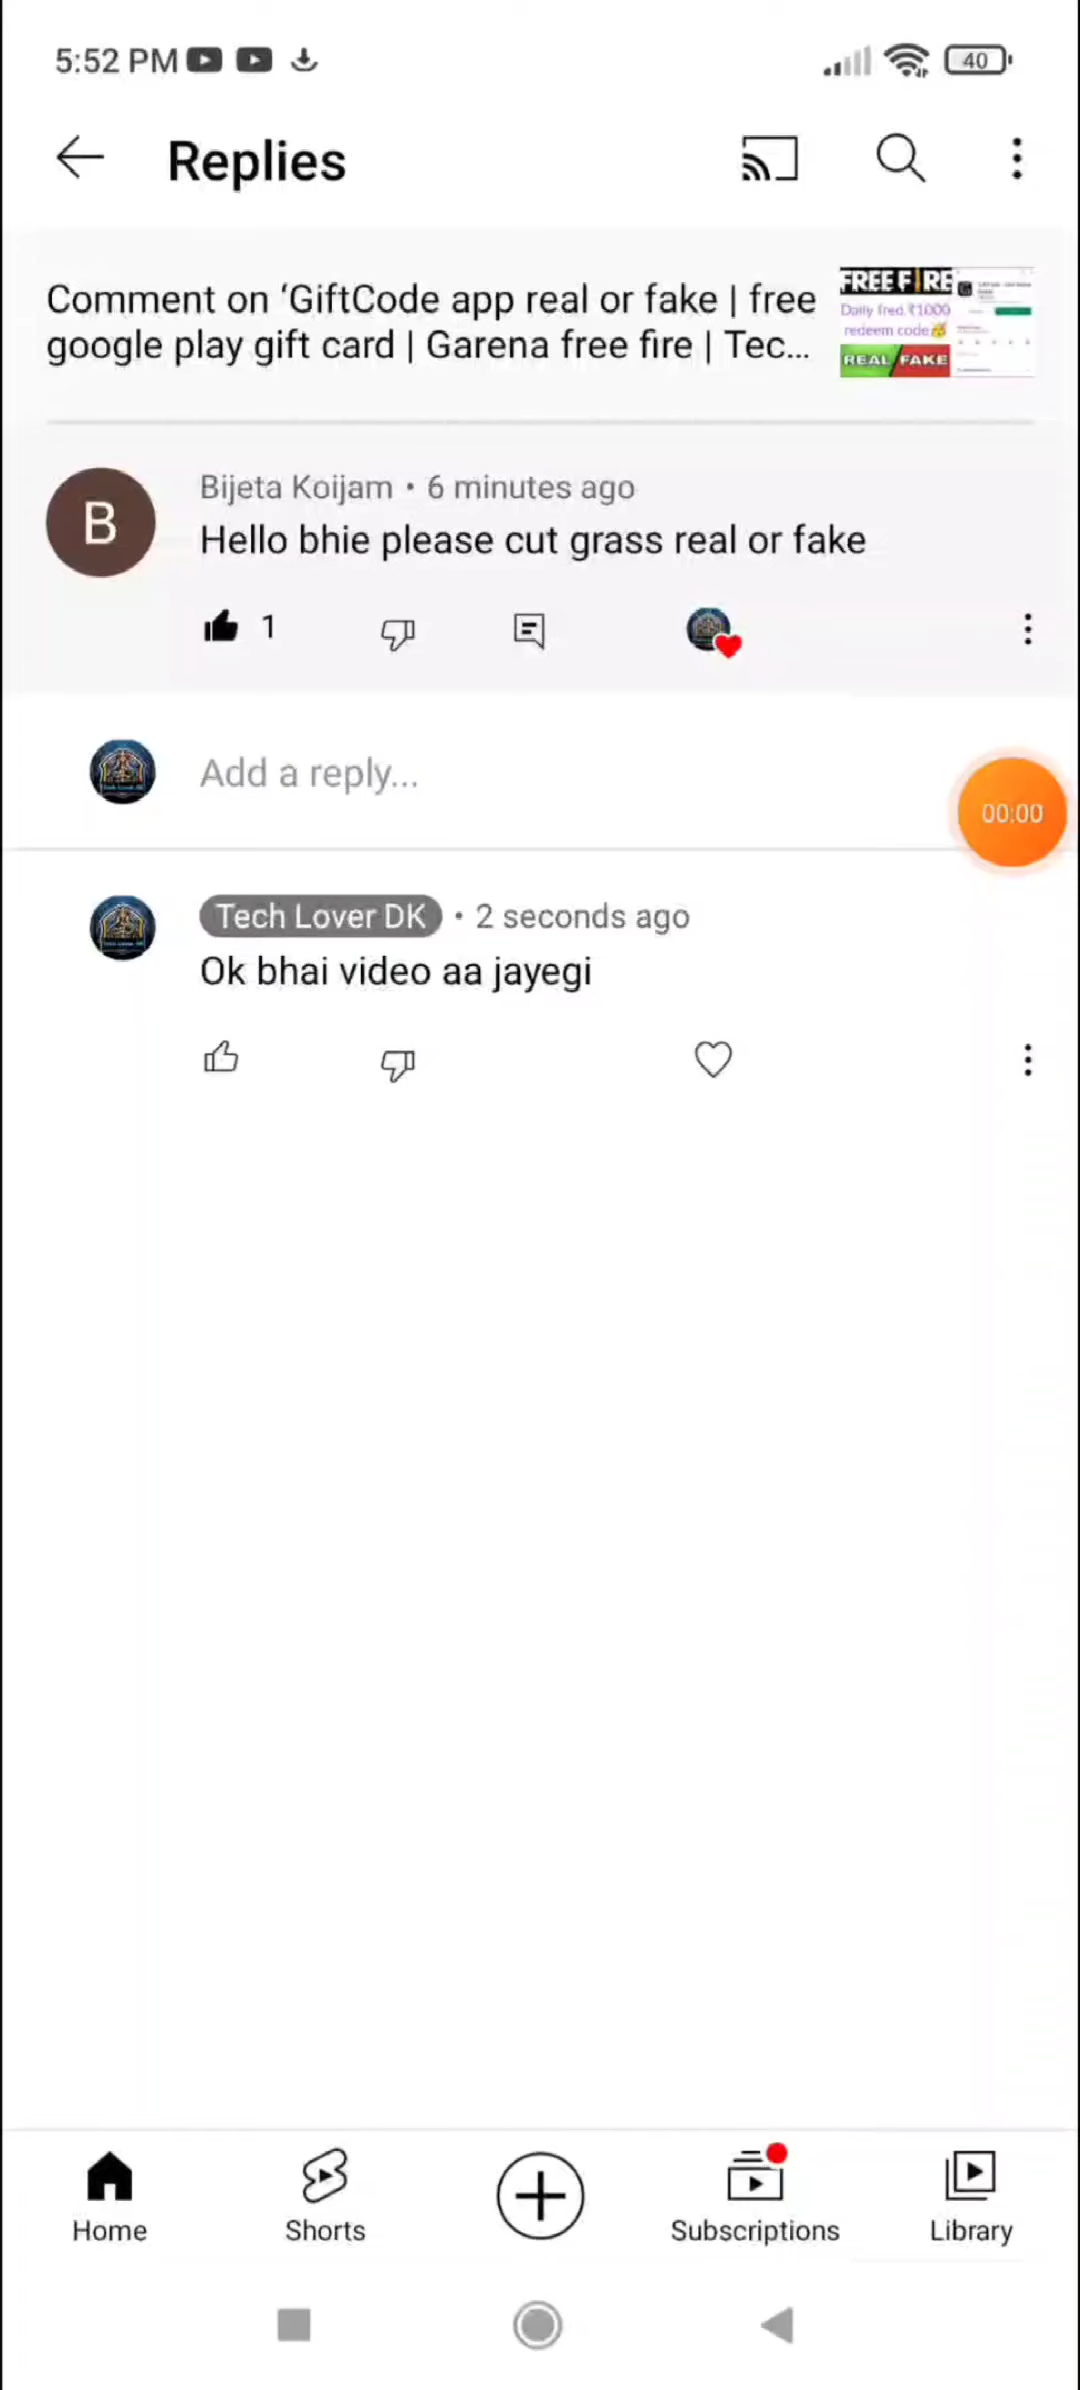 5:52 PM
40
Replies
Comment on ‘GiftCode app real or fake | free
google play gift card | Garena free fire | Tec...
FREE FIRE
Daily free ₹1000
redeem code
REAL FAKE
B
Bijeta Koijam • 6 minutes ago
Hello bhie please cut grass real or fake
1
Add a reply...
00:00
Tech Lover DK • 2 seconds ago
Ok bhai video aa jayegi
Home
Shorts
Subscriptions
Library